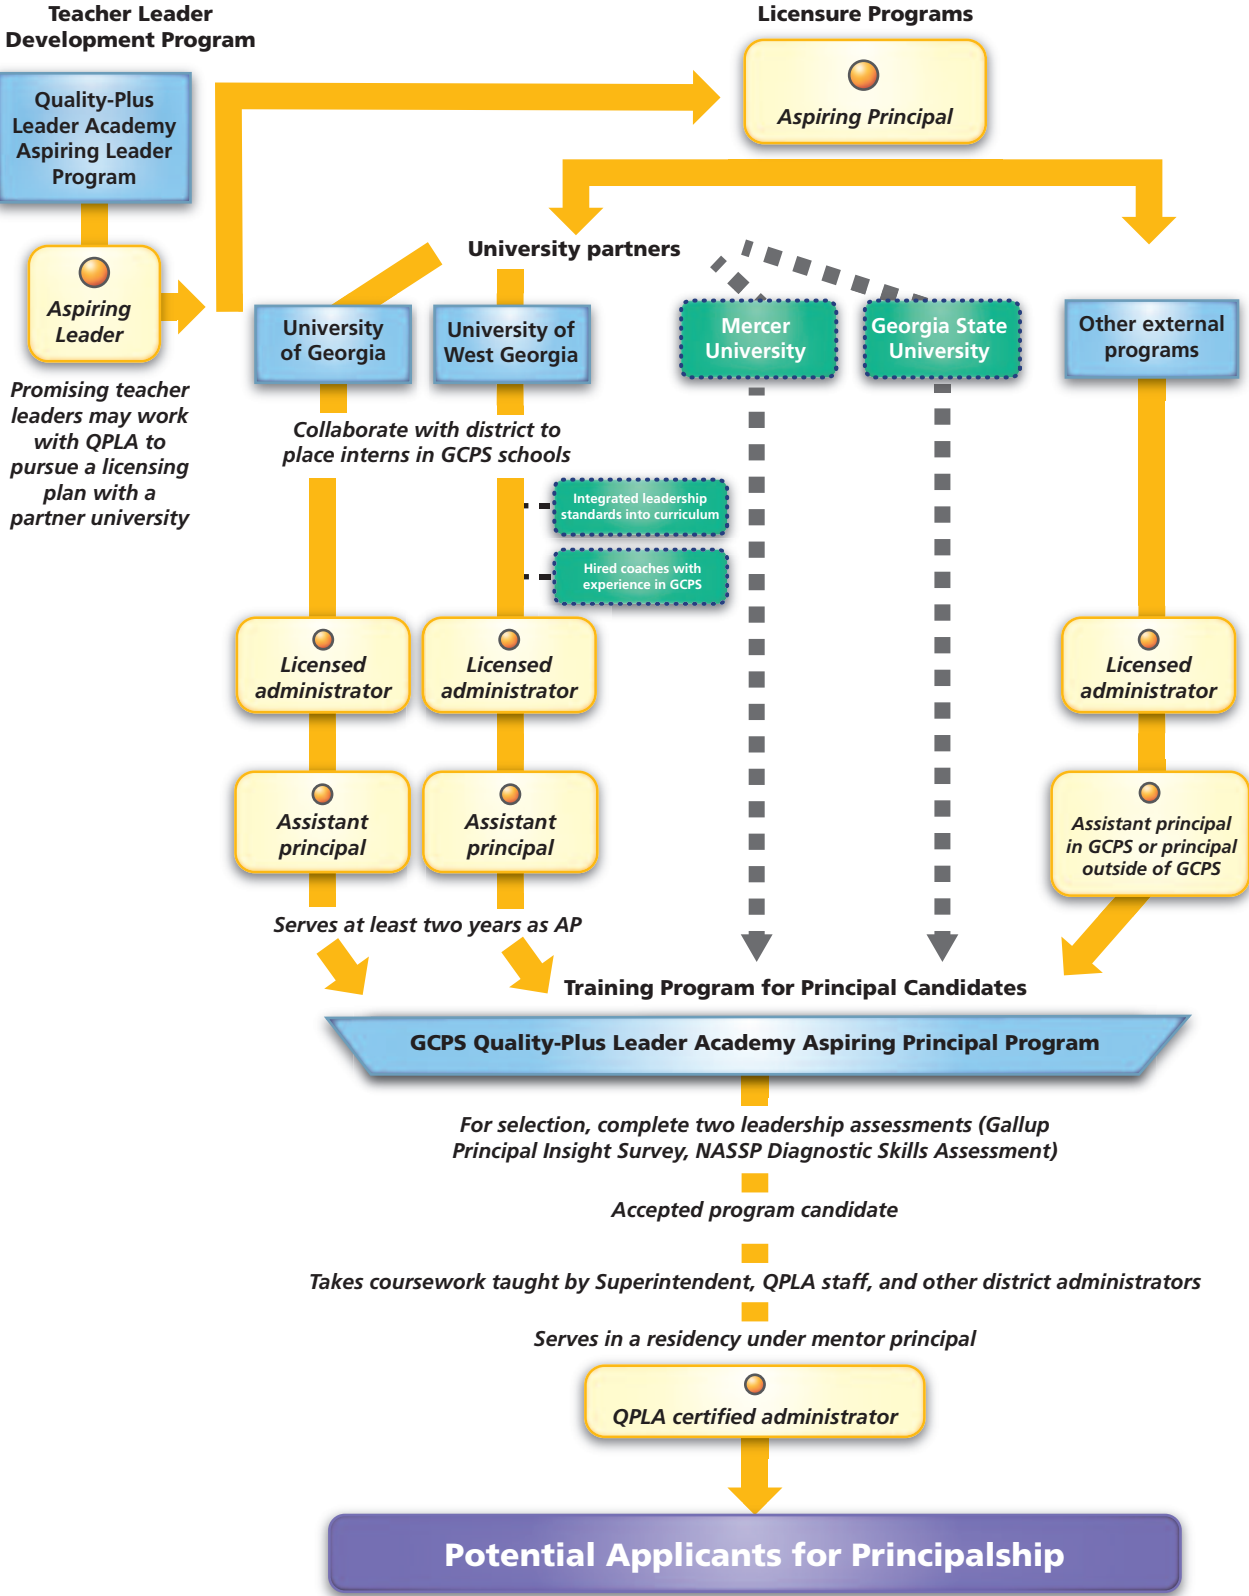 Teacher Leader
Development Program
Licensure Programs
Quality-Plus
Leader Academy
Aspiring Leader
Program
Aspiring Principal
Aspiring
Leader
Promising teacher
leaders may work
with QPLA to
pursue a licensing
plan with a
partner university
University partners
University
of Georgia
University of
West Georgia
Mercer
University
Georgia State
University
Other external
programs
Collaborate with district to
place interns in GCPS schools
Integrated leadership
standards into curriculum
Hired coaches with
experience in GCPS
Licensed
administrator
Licensed
administrator
Licensed
administrator
Assistant
principal
Assistant
principal
Assistant principal
in GCPS or principal
outside of GCPS
Serves at least two years as AP
Training Program for Principal Candidates
GCPS Quality-Plus Leader Academy Aspiring Principal Program
For selection, complete two leadership assessments (Gallup
Principal Insight Survey, NASSP Diagnostic Skills Assessment)
Accepted program candidate
Takes coursework taught by Superintendent, QPLA staff, and other district administrators
Serves in a residency under mentor principal
QPLA certified administrator
Potential Applicants for Principalship